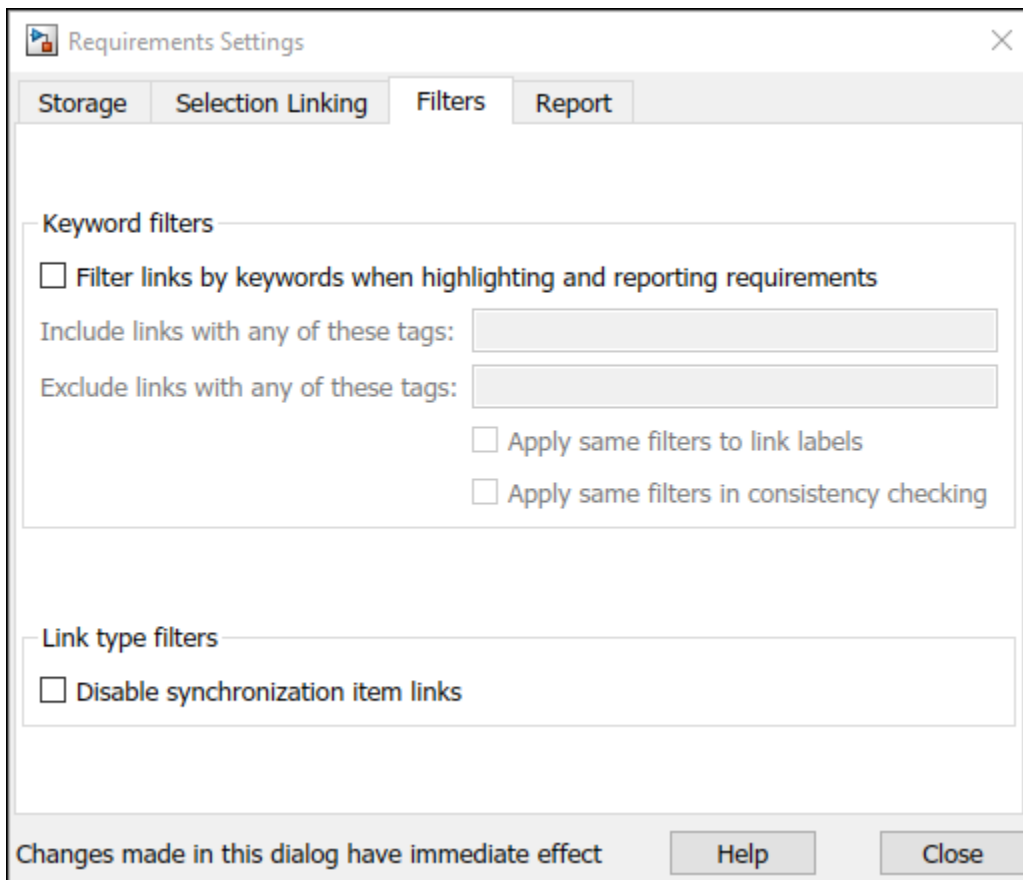 Requirements Settings
Storage Selection Linking Filters Report
Keyword filters
Filter links by keywords when highlighting and reporting requirements
Include links with any of these tags:
Exclude links with any of these tags:
Apply same filters to link labels
Apply same filters in consistency checking
Link type filters
Disable synchronization item links
Changes made in this dialog have immediate effect Help Close